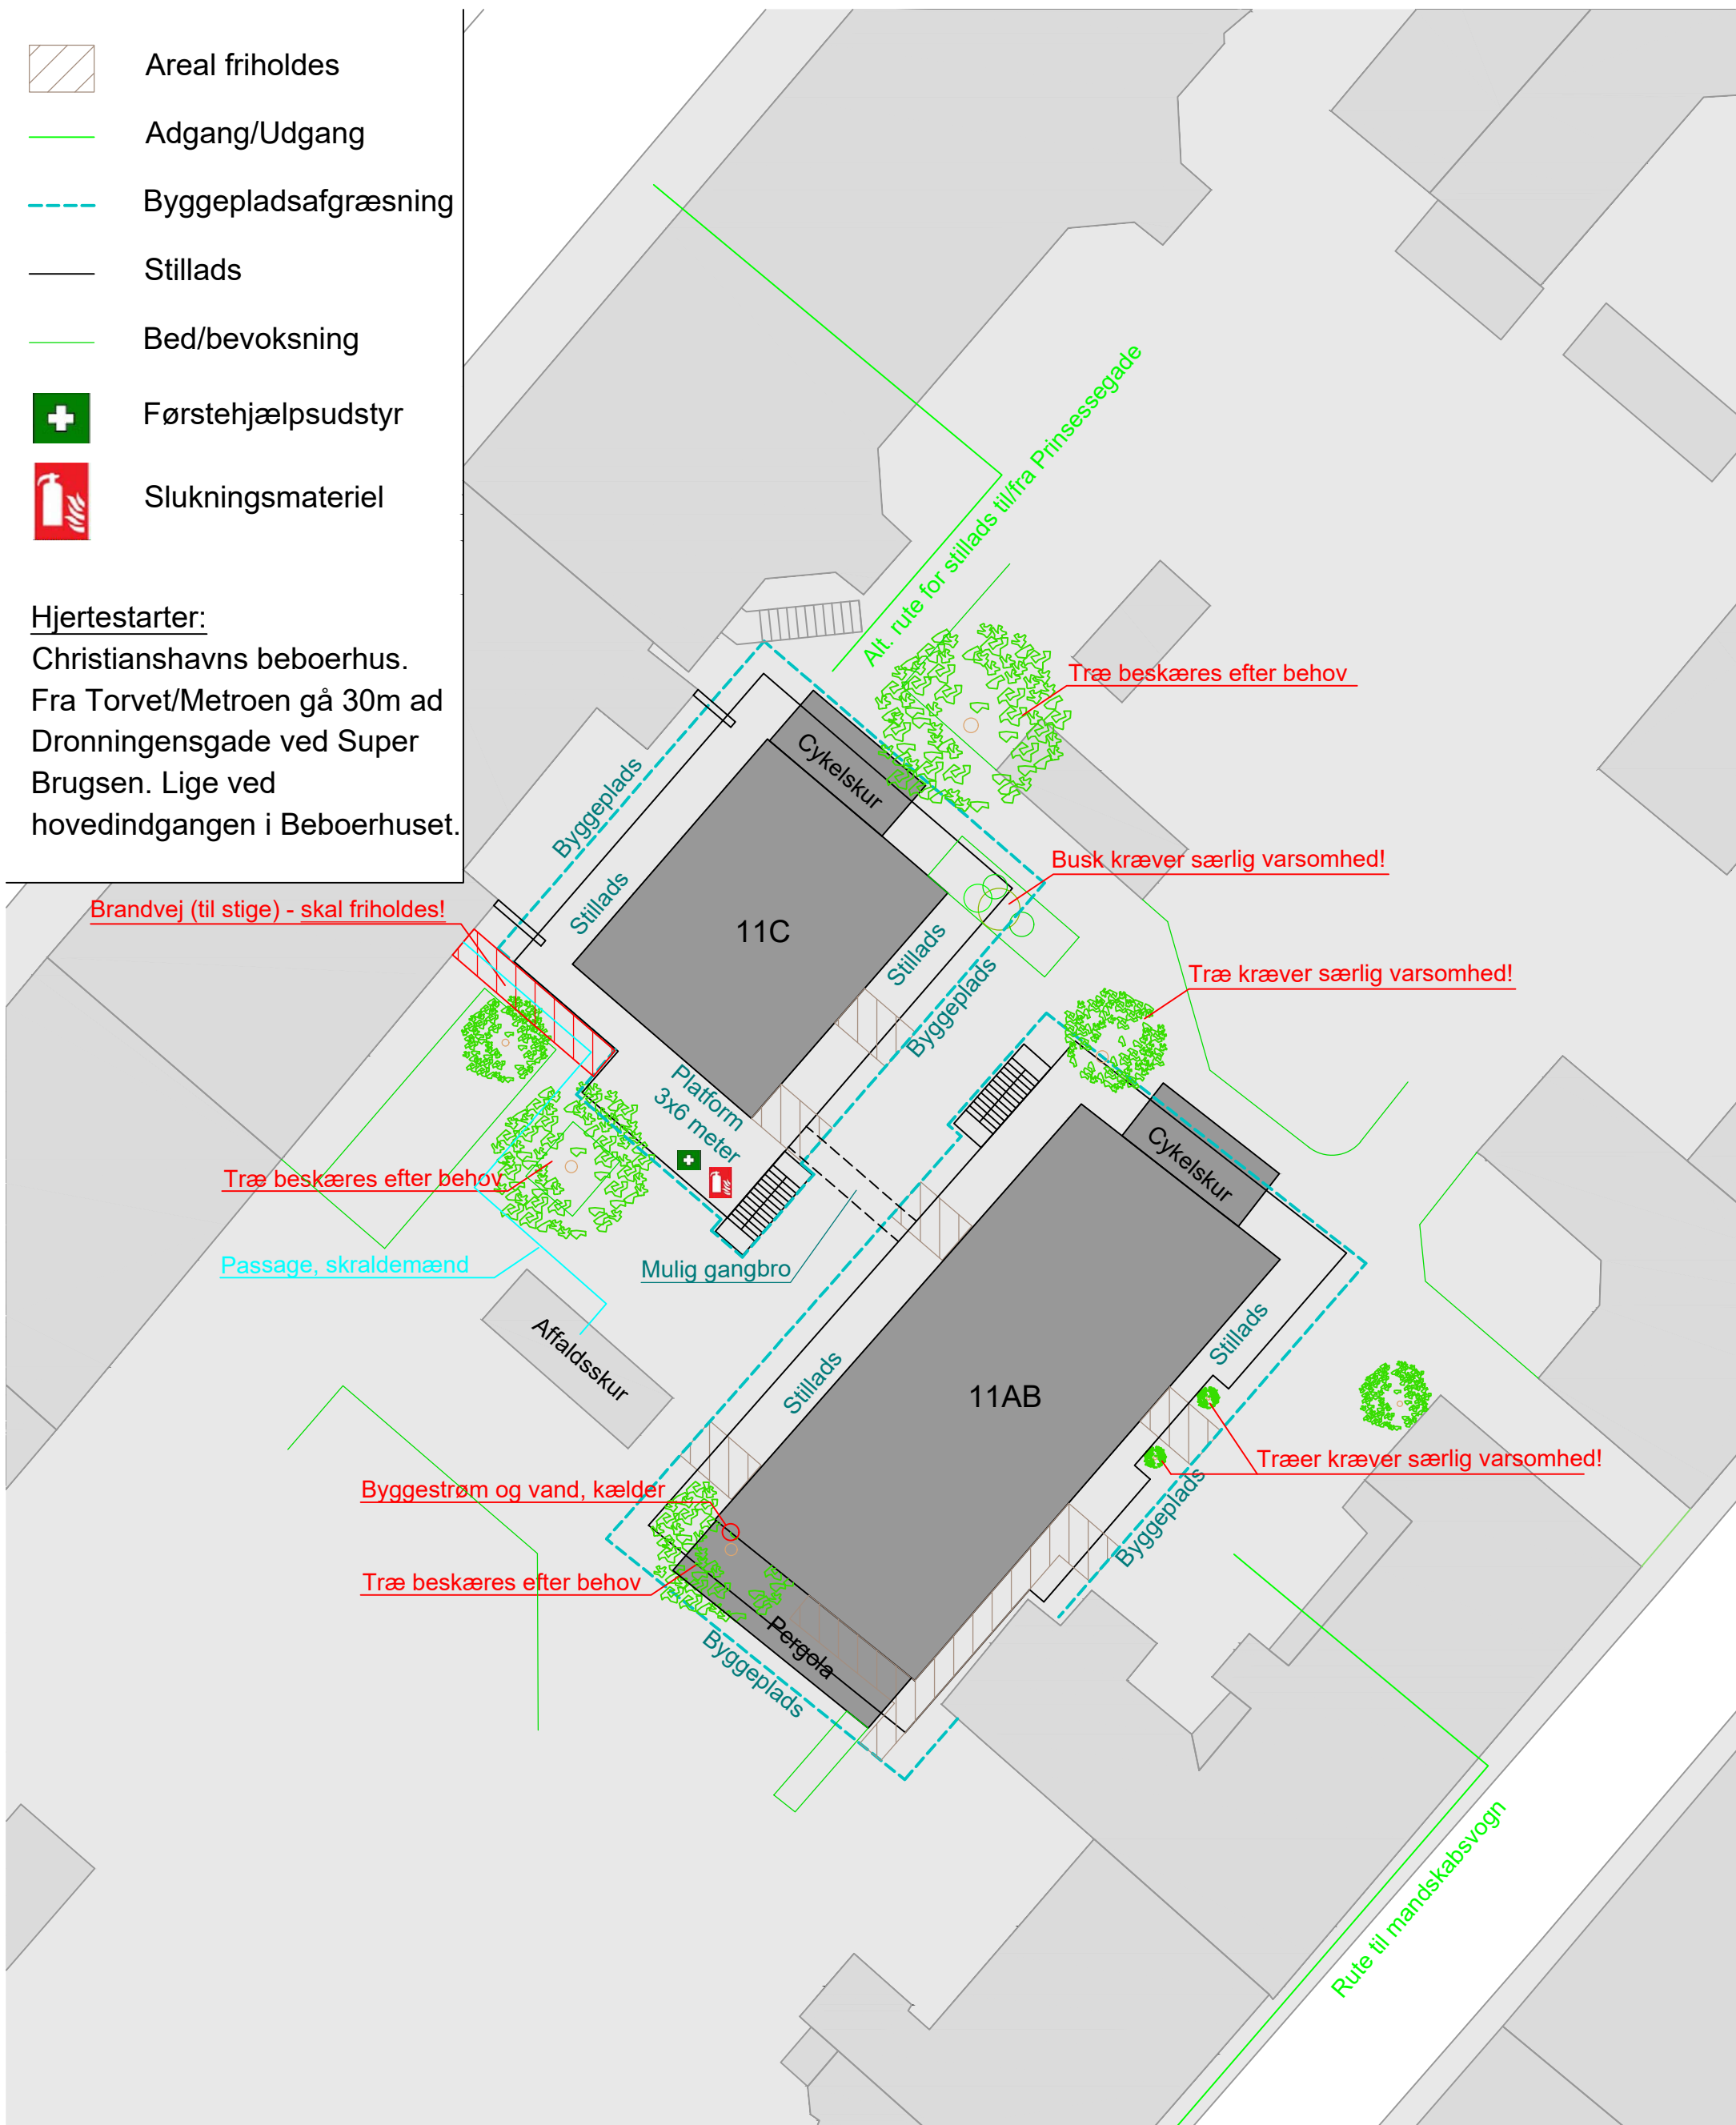 Areal friholdes
Adgang/Udgang
Byggepladsafgræsning
Stillads
Bed/bevoksning
Førstehjælpsudstyr
Slukningsmateriel
Hjertestarter:
Christianshavns beboerhus.
Fra Torvet/Metroen gå 30m ad
Dronningensgade ved Super
Brugsen. Lige ved
hovedindgangen i Beboerhuset.
Alt. rute for stillads til/fra Prinsessegade
Træ beskæres efter behov
Cykelskur
Byggeplads
Busk kræver særlig varsomhed!
Stillads
Brandvej (til stige) - skal friholdes!
11C
Stillads
Byggeplads
Træ kræver særlig varsomhed!
Platform
3x6 meter
Cykelskur
Træ beskæres efter behov
Passage, skraldemænd
Mulig gangbro
Affaldsskur
Stillads
Stillads
11AB
Træer kræver særlig varsomhed!
Byggeplads
Byggestrøm og vand, kælder
Træ beskæres efter behov
Pergola
Byggeplads
Rute til mandskabsvogn